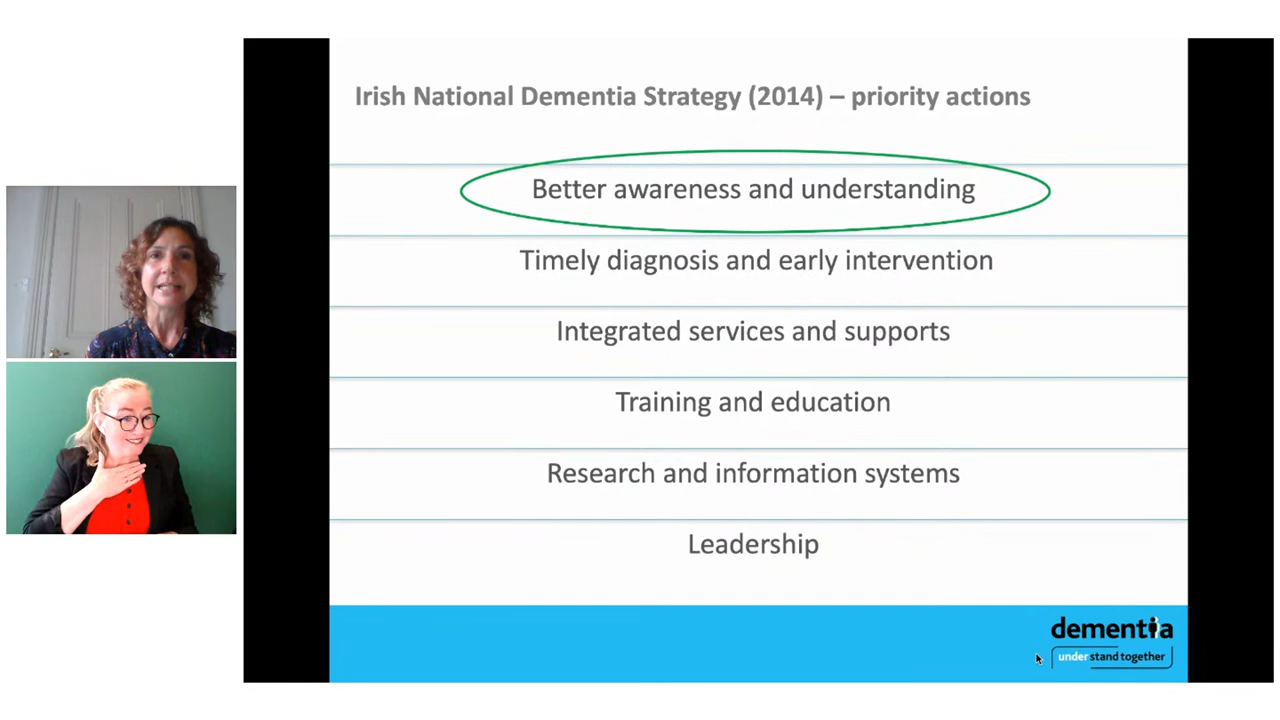 Irish National Dementia Strategy (2014) – priority actions
Better awareness and understanding
Timely diagnosis and early intervention
Integrated services and supports
Training and education
Research and information systems
Leadership
dementia
understand together